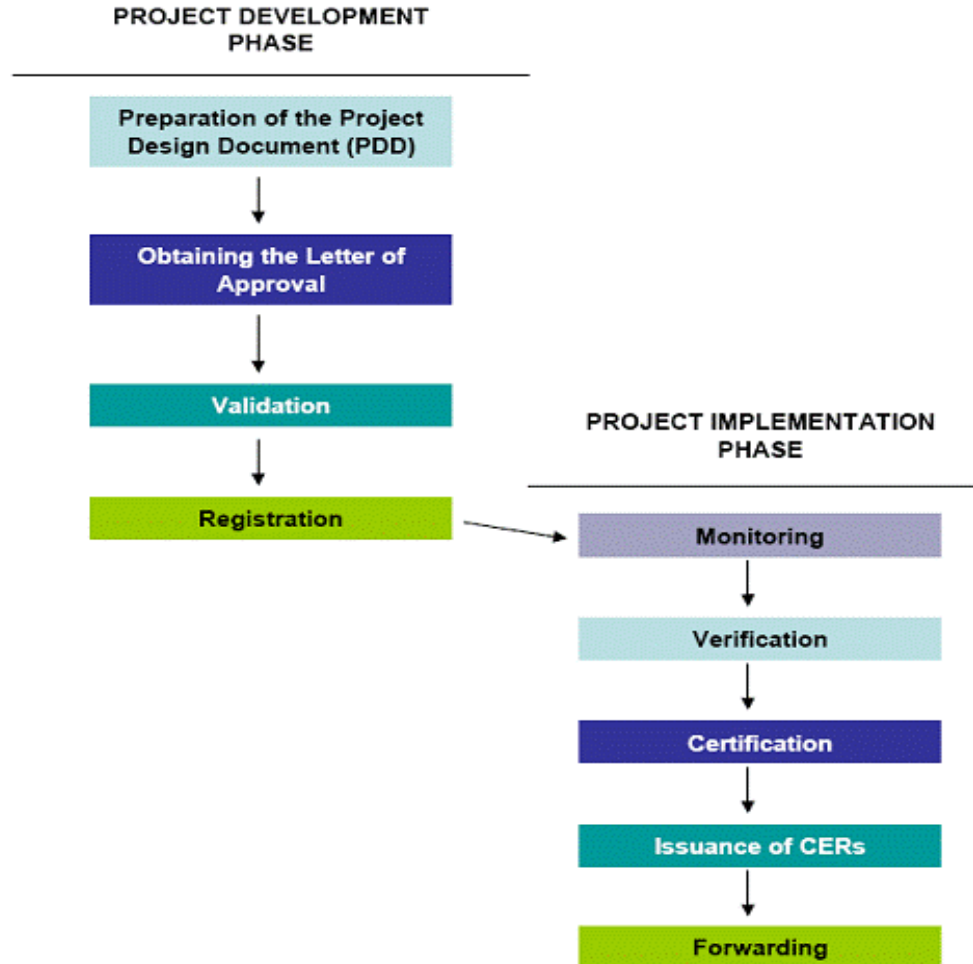 PROJECT DEVELOPMENT
PHASE
Preparation of the Project
Design Document (PDD)
Obtaining the Letter of
Approval
Validation
Registration
PROJECT IMPLEMENTATION
PHASE
Monitoring
Verification
Certification
Issuance of CERs
Forwarding